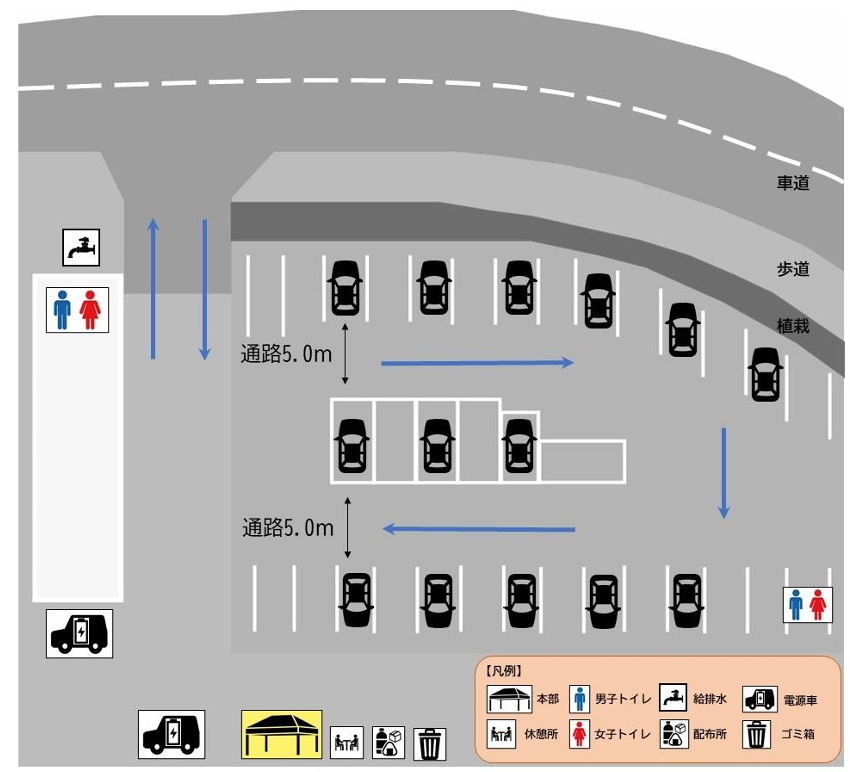 車道
歩道
植栽
通路5.0m
通路5.0m
【凡例】
本部 男子トイレ 給排水 電源車
休憩所 女子トイレ 配布所 ゴミ箱